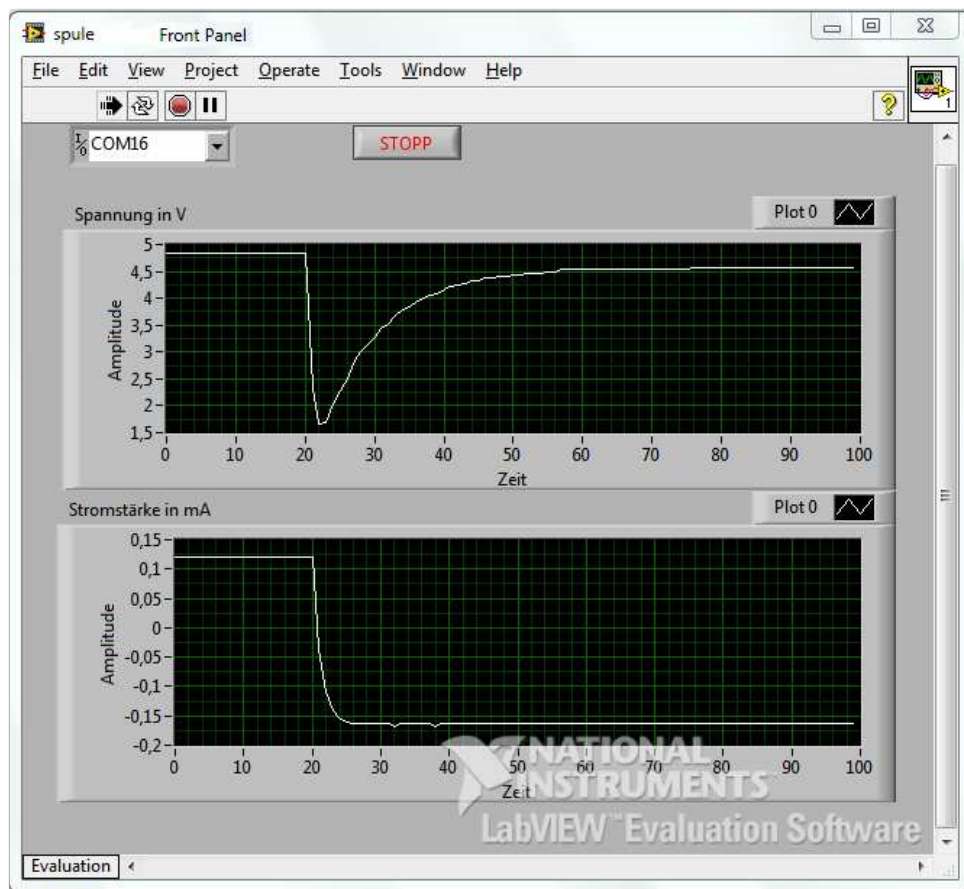 spule Front Panel
File Edit View Project Operate Tools Window Help
1
I/O COM16
STOPP
Spannung in V
Plot 0
5
4,5
4
3,5
3
2,5
2
1,5
Amplitude
0 10 20 30 40 50 60 70 80 90 100
Zeit
Stromstärke in mA
Plot 0
0,15
0,1
0,05
0
-0,05
-0,1
-0,15
-0,2
Amplitude
0 10 20 30 40 50 60 70 80 90 100
Zeit
NATIONAL
INSTRUMENTS
LabVIEW™ Evaluation Software
Evaluation